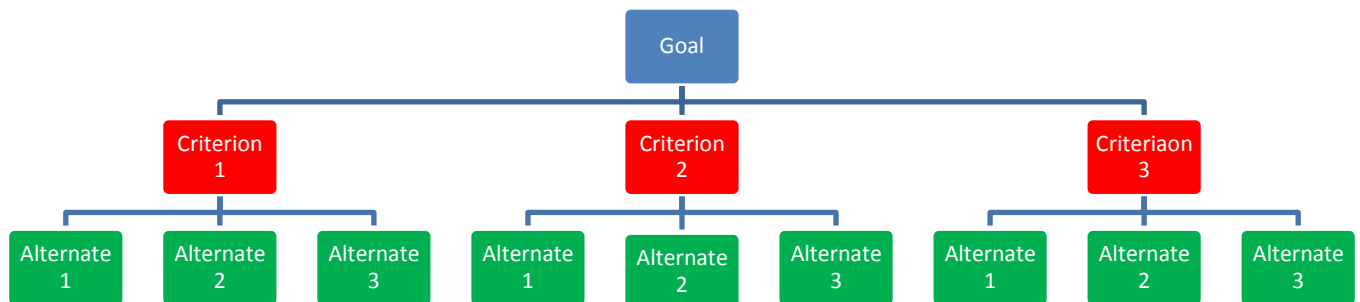 Goal
Criterion
1
Criterion
2
Criteriaon
3
Alternate
1
Alternate
2
Alternate
3
Alternate
1
Alternate
2
Alternate
3
Alternate
1
Alternate
2
Alternate
3